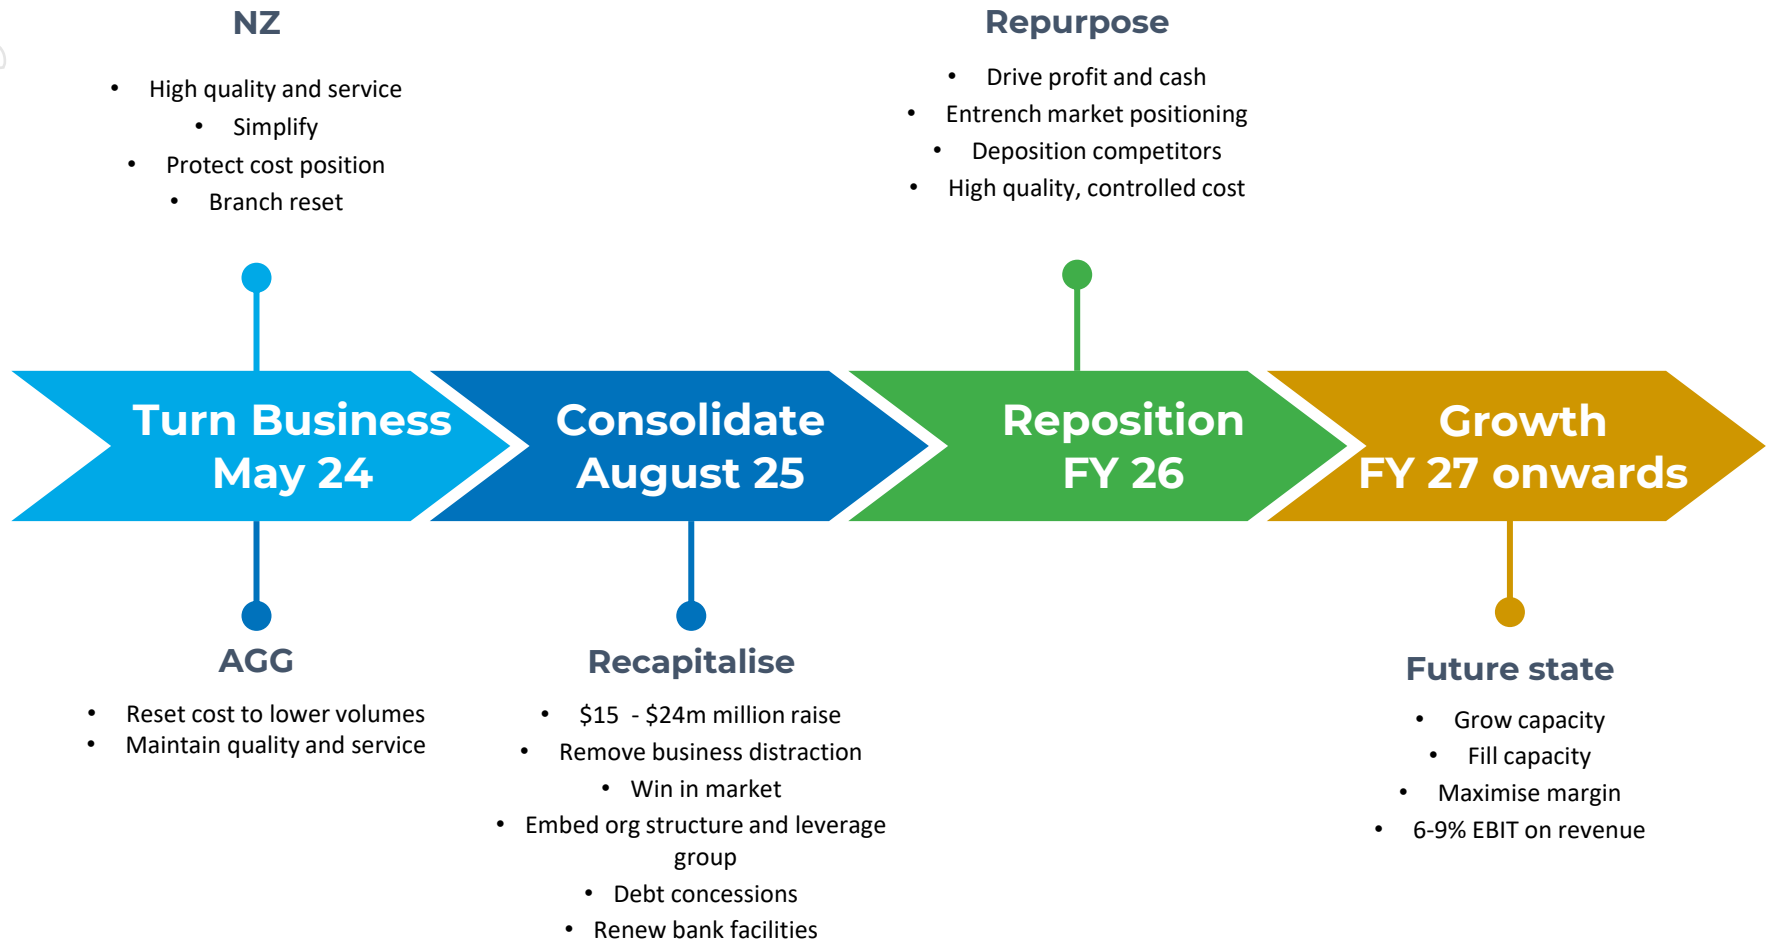 NZ
• High quality and service
• Simplify
• Protect cost position
• Branch reset
Repurpose
• Drive profit and cash
• Entrench market positioning
• Deposition competitors
• High quality, controlled cost
Turn Business
May 24
Consolidate
August 25
Reposition
FY 26
Growth
FY 27 onwards
AGG
• Reset cost to lower volumes
• Maintain quality and service
Recapitalise
• $15 - $24m million raise
• Remove business distraction
• Win in market
• Embed org structure and leverage
group
• Debt concessions
• Renew bank facilities
Future state
• Grow capacity
• Fill capacity
• Maximise margin
• 6-9% EBIT on revenue